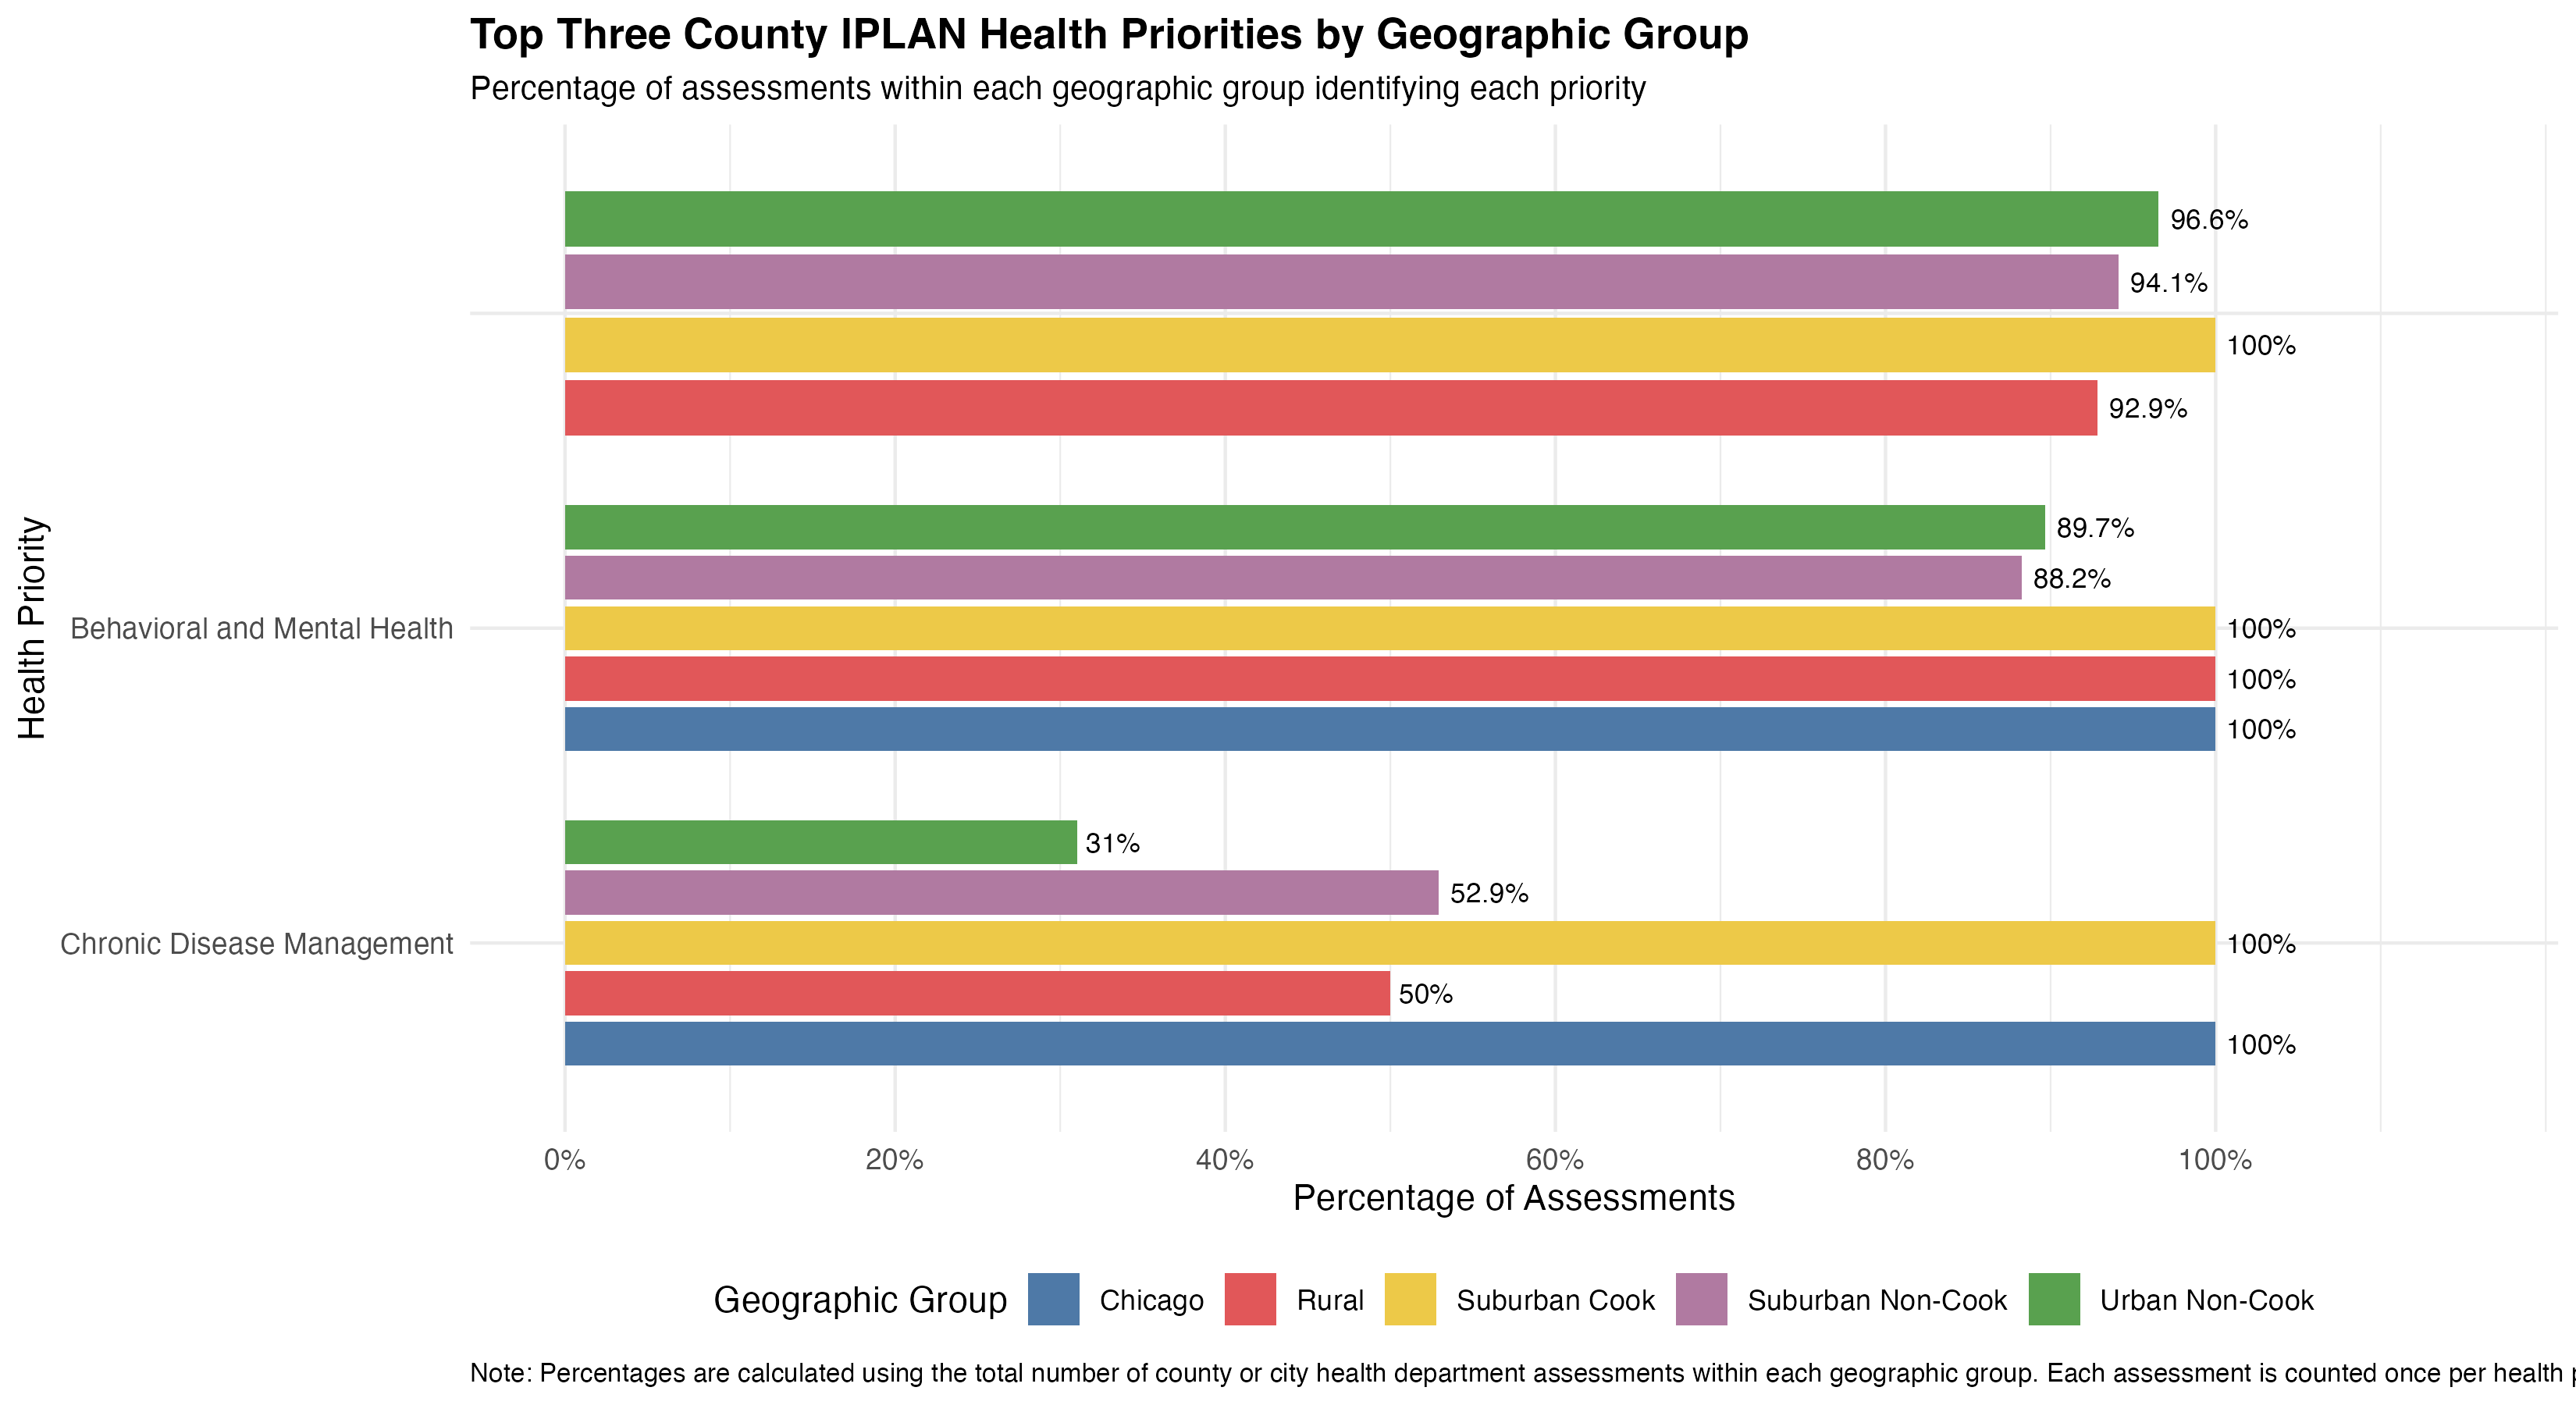 Top Three County IPLAN Health Priorities by Geographic Group
Percentage of assessments within each geographic group identifying each priority
96.6%
94.1%
100%
92.9%
Health Priority
Behavioral and Mental Health
89.7%
88.2%
100%
100%
100%
Chronic Disease Management
31%
52.9%
100%
50%
100%
0% 20% 40% 60% 80% 100%
Percentage of Assessments
Geographic Group Chicago Rural Suburban Cook Suburban Non-Cook Urban Non-Cook
Note: Percentages are calculated using the total number of county or city health department assessments within each geographic group. Each assessment is counted once per health